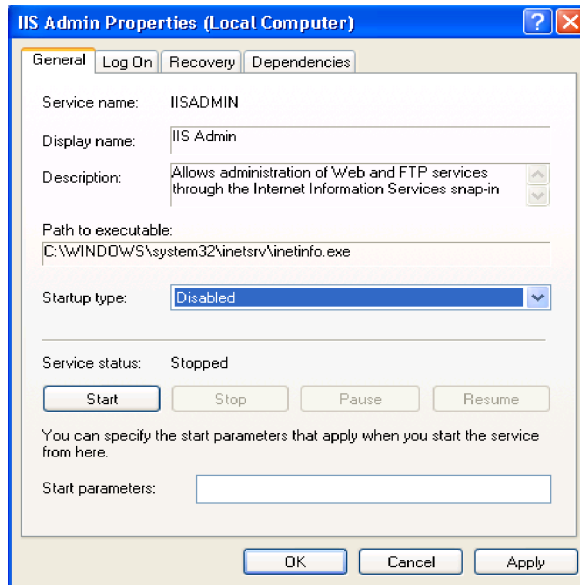 IIS Admin Properties (Local Computer)
General Log On Recovery Dependencies
Service name: IISADMIN
Display name: IIS Admin
Description: Allows administration of Web and FTP services
through the Internet Information Services snap-in
Path to executable:
C:\WINDOWS\system32\inetsrv\inetinfo.exe
Startup type: Disabled
Service status: Stopped
Start Stop Pause Resume
You can specify the start parameters that apply when you start the service
from here.
Start parameters:
OK Cancel Apply